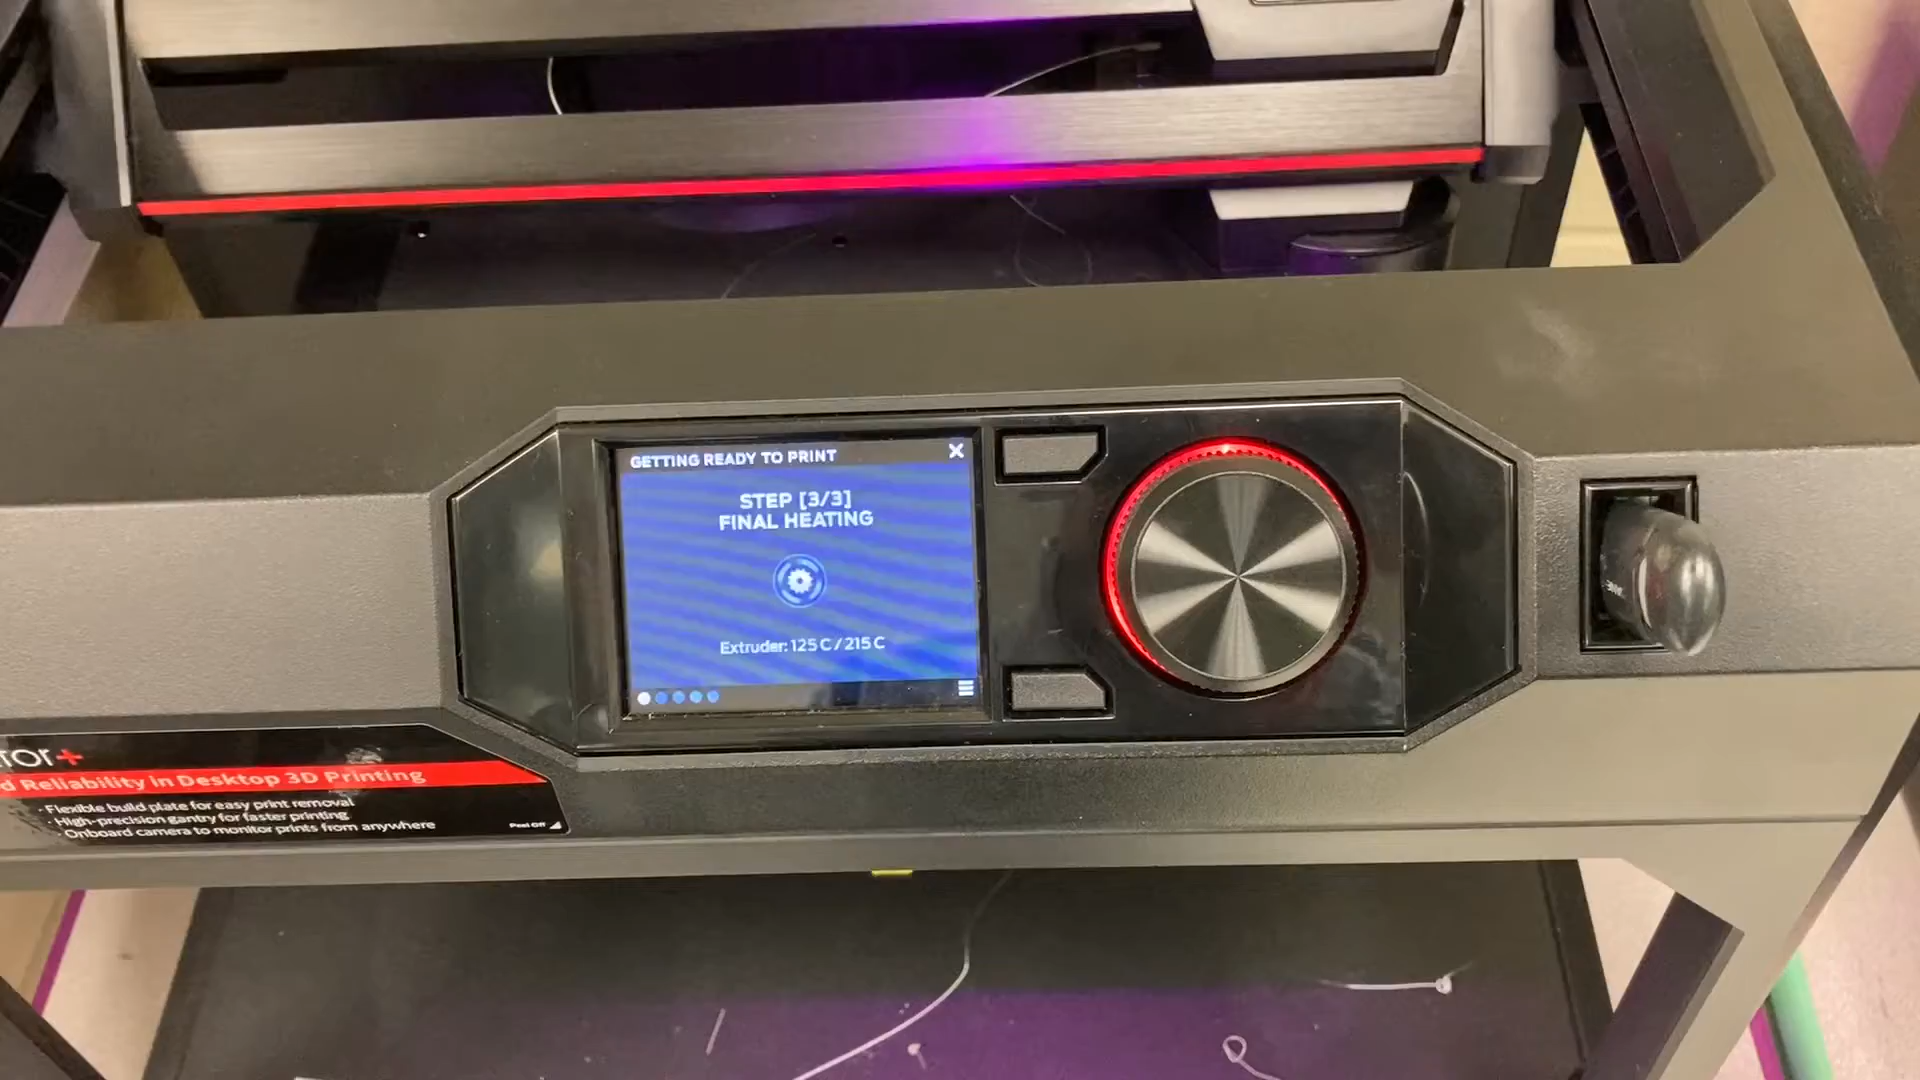 GETTING READY TO PRINT
STEP [3/3]
FINAL HEATING
Extruder: 125 C / 215 C
tor+
d Reliability in Desktop 3D Printing
· Flexible build plate for easy print removal
· High-precision gantry for faster printing
· Onboard camera to monitor prints from anywhere
Peel Off